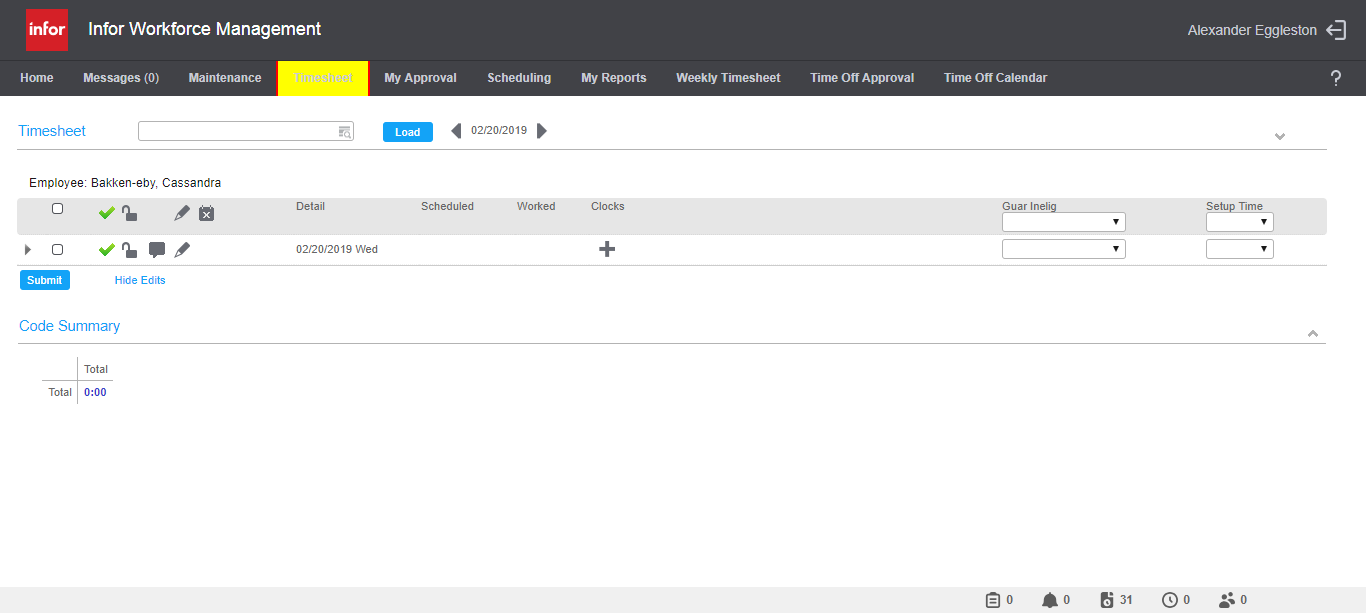 infor
Infor Workforce Management
Alexander Eggleston
Home Messages (0) Maintenance Timesheet My Approval Scheduling My Reports Weekly Timesheet Time Off Approval Time Off Calendar ?
Timesheet Load 02/20/2019
Employee: Bakken-eby, Cassandra
Detail Scheduled Worked Clocks Guar Inelig Setup Time
02/20/2019 Wed
Submit Hide Edits
Code Summary
Total
Total 0:00
0 0 31 0 0